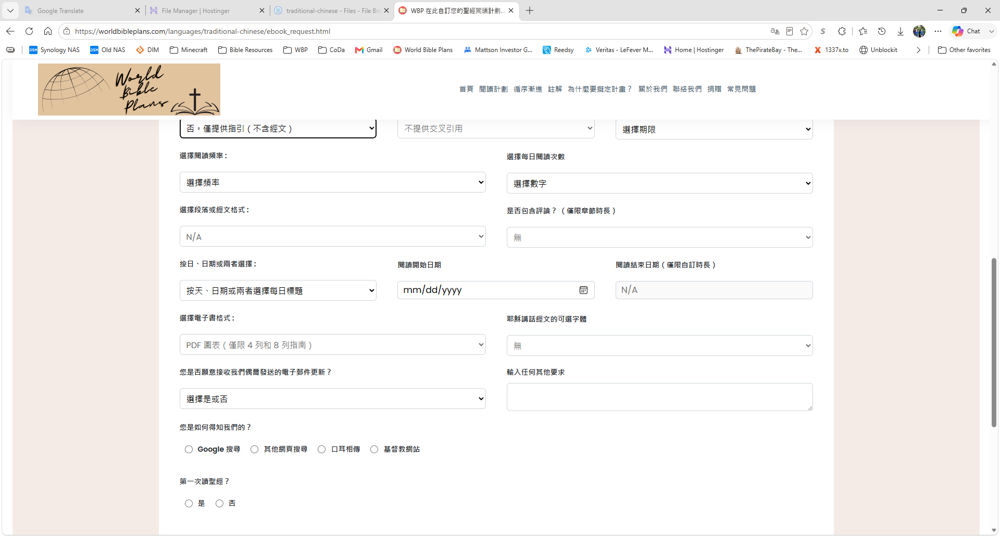 Google Translate
File Manager | Hostinger
traditional-chinese - Files - File Bro
WBP 在此自訂您的聖經閱讀計劃...
https://worldbibleplans.com/languages/traditional-chinese/ebook_request.html
Chat
Synology NAS
Old NAS
DIM
Minecraft
Bible Resources
WBP
CoDa
Gmail
World Bible Plans
Mattson Investor G...
Reedsy
Veritas - LeFever M...
Home | Hostinger
ThePirateBay - The...
1337x.to
Unblockit
Other favorites
World
Bible
Plans
首頁 閱讀計劃 循序漸進 註解 為什麼要擬定計畫？ 關於我們 聯絡我們 捐贈 常見問題
否。僅提供指引（不含經文）
不提供交叉引用
選擇期限
選擇閱讀頻率：
選擇每日閱讀次數
選擇頻率
選擇數字
選擇段落或經文格式：
是否包含評論？（僅限章節時長）
N/A
無
按日、日期或兩者選擇：
閱讀開始日期
閱讀結束日期（僅限自訂時長）
按天、日期或兩者選擇每日標題
mm/dd/yyyy
N/A
選擇電子書格式：
耶穌講話經文的可選字體
PDF 圖表（僅限 4 列和 8 列指南）
無
您是否願意接收我們偶爾發送的電子郵件更新？
輸入任何其他要求
選擇是或否
您是如何得知我們的？
Google 搜尋 其他網頁搜尋 口耳相傳 基督教網站
第一次讀聖經？
是 否